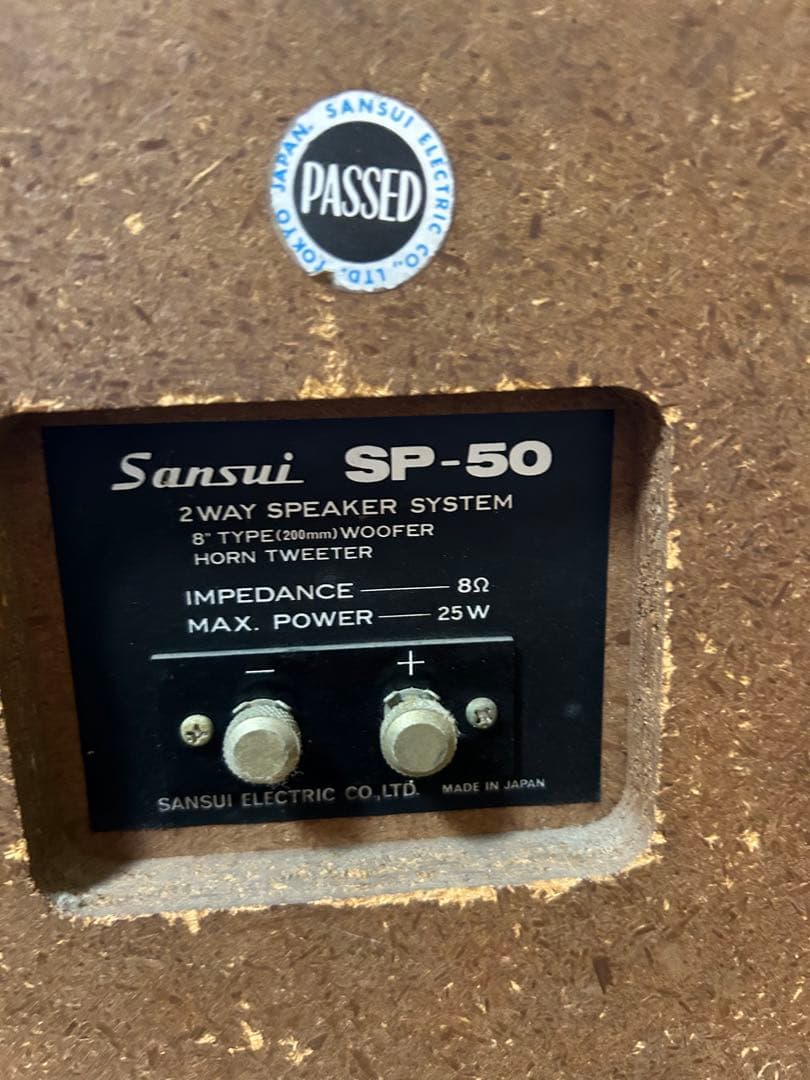 SANSUI ELECTRIC CO., LTD. TOKYO JAPAN.
PASSED
Sansui SP-50
2WAY SPEAKER SYSTEM
8" TYPE(200mm)WOOFER
HORN TWEETER
IMPEDANCE 8Ω
MAX. POWER 25W
− +
SANSUI ELECTRIC CO.,LTD. MADE IN JAPAN